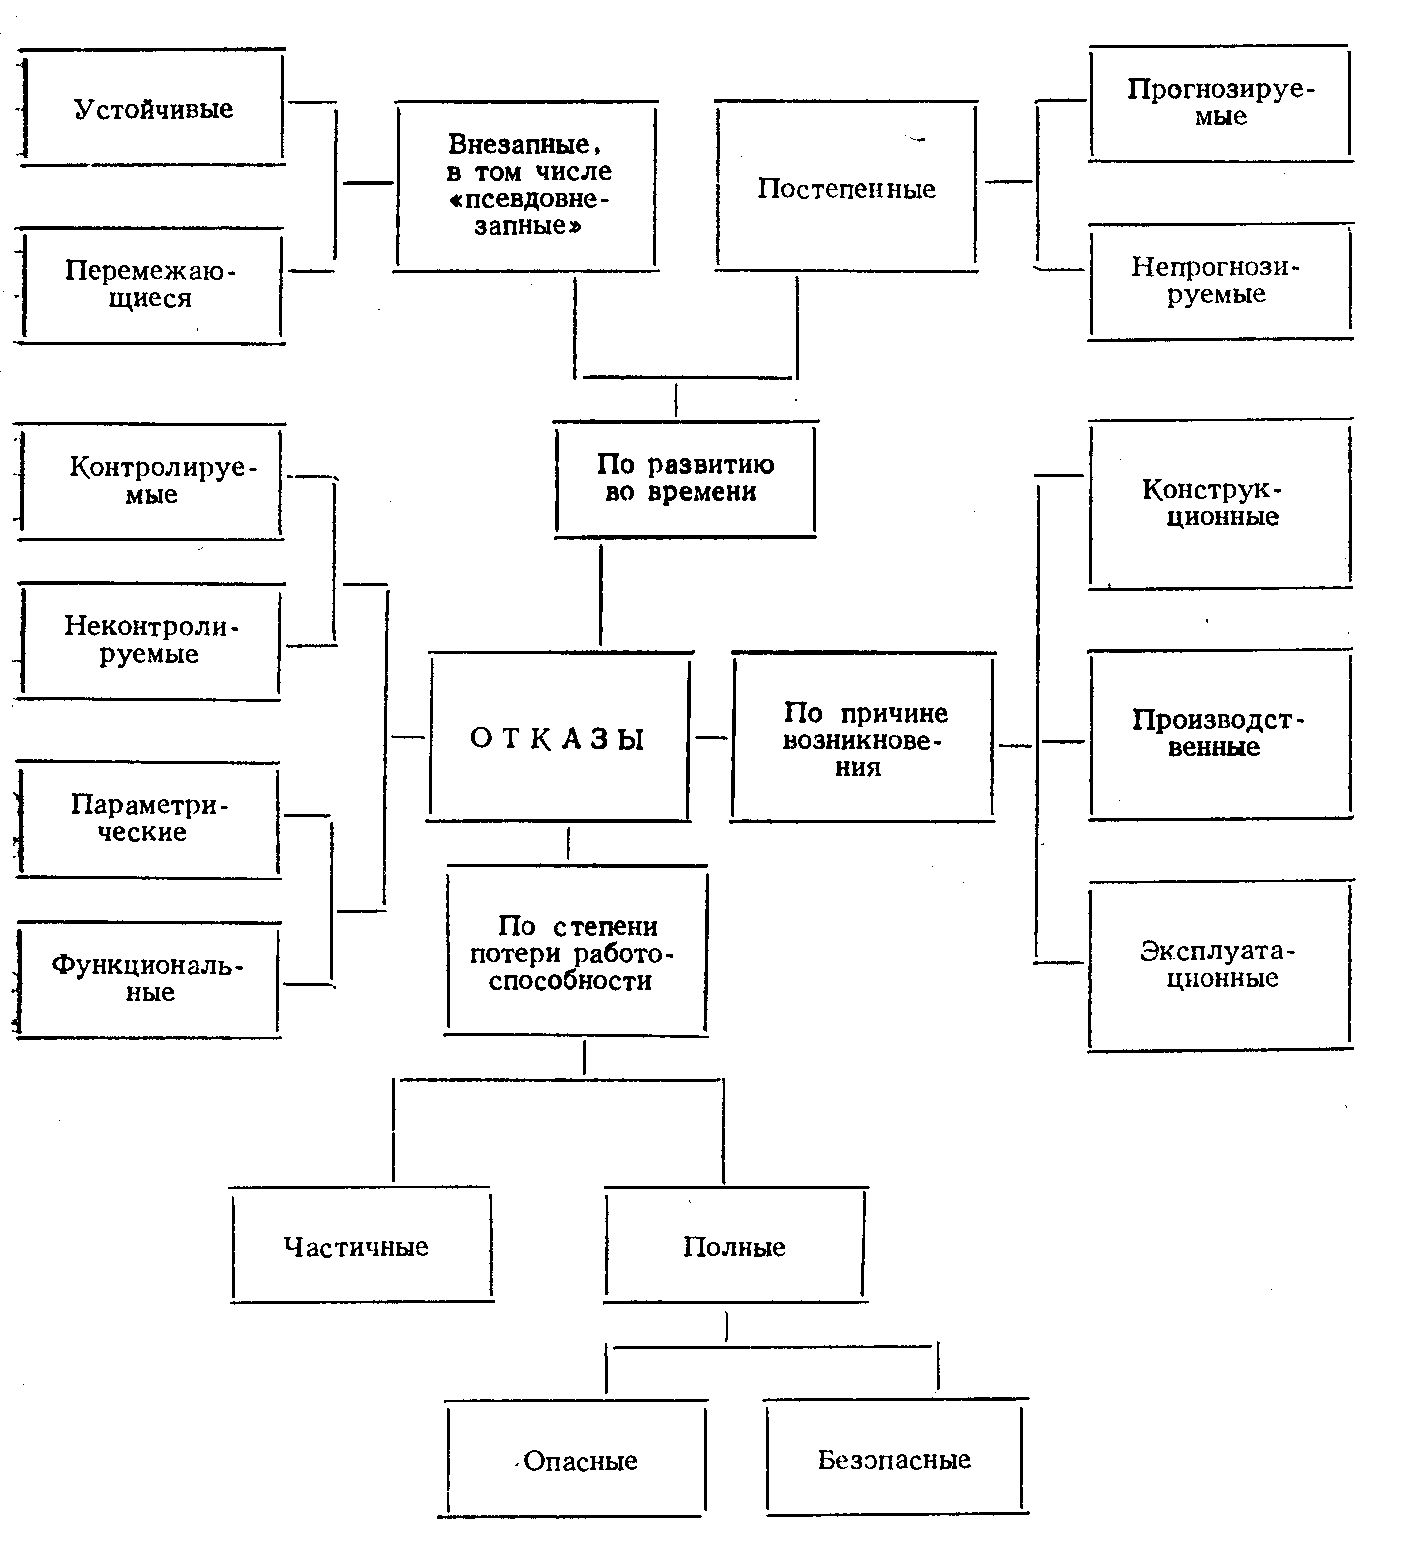 Устойчивые
Внезапные,
в том числе
«псевдовне-
запные»
Постепенные
Прогнозируе-
мые
Перемежаю-
щиеся
Непрогнози-
руемые
По развитию
во времени
Контролируе-
мые
Конструк-
ционные
Неконтроли-
руемые
ОТКАЗЫ
По причине
возникнове-
ния
Производст-
венные
Параметри-
ческие
Функциональ-
ные
По степени
потери работо-
способности
Эксплуата-
ционные
Частичные
Полные
Опасные
Безопасные